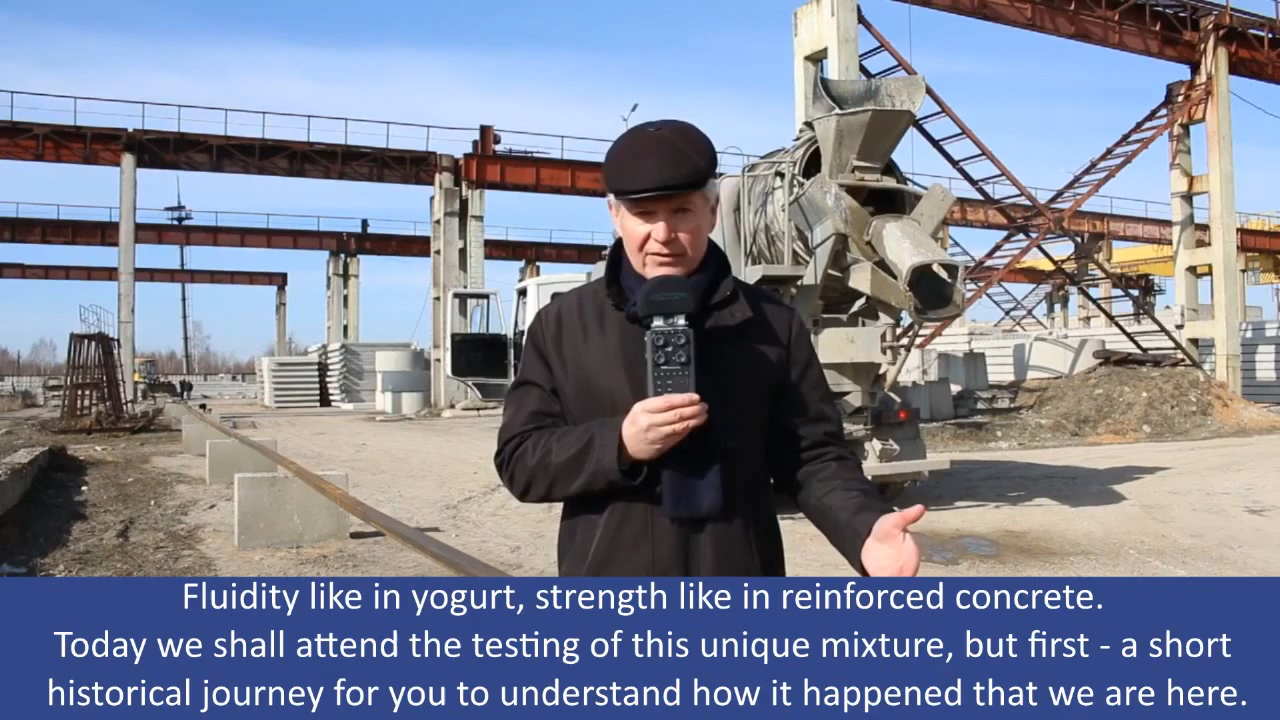 Fluidity like in yogurt, strength like in reinforced concrete.
Today we shall attend the testing of this unique mixture, but first - a short
historical journey for you to understand how it happened that we are here.